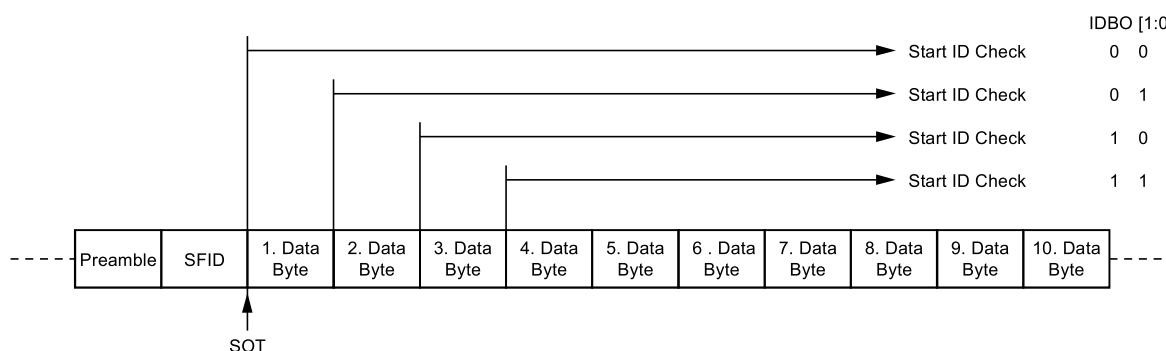 IDBO [1:0
Start ID Check 0 0
Start ID Check 0 1
Start ID Check 1 0
Start ID Check 1 1
Preamble SFID 1. Data Byte 2. Data Byte 3. Data Byte 4. Data Byte 5. Data Byte 6 . Data Byte 7. Data Byte 8. Data Byte 9. Data Byte 10. Data Byte
SOT